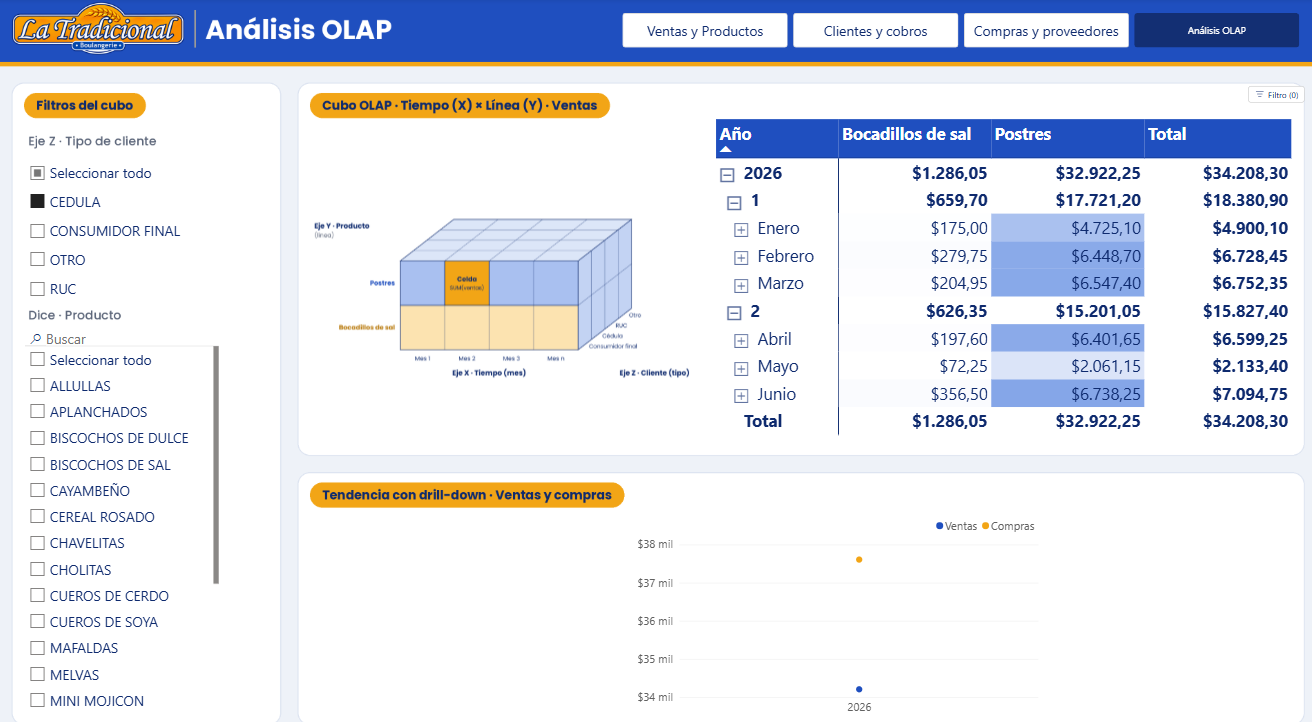 La Tradicional
• Boulangerie •
Análisis OLAP
Ventas y Productos
Clientes y cobros
Compras y proveedores
Análisis OLAP
Filtros del cubo
Eje Z · Tipo de cliente
Seleccionar todo
CEDULA
CONSUMIDOR FINAL
OTRO
RUC
Dice · Producto
Buscar
Seleccionar todo
ALLULLAS
APLANCHADOS
BISCOCHOS DE DULCE
BISCOCHOS DE SAL
CAYAMBEÑO
CEREAL ROSADO
CHAVELITAS
CHOLITAS
CUEROS DE CERDO
CUEROS DE SOYA
MAFALDAS
MELVAS
MINI MOJICON
Cubo OLAP · Tiempo (X) × Línea (Y) · Ventas
Filtro (0)
Eje Y · Producto
(línea)
Postres
Bocadillos de sal
Celda
SUM(ventas)
Otro
RUC
Cédula
Consumidor final
Mes 1 Mes 2 Mes 3 Mes n
Eje X · Tiempo (mes)
Eje Z · Cliente (tipo)
Año Bocadillos de sal Postres Total
2026 $1.286,05 $32.922,25 $34.208,30
1 $659,70 $17.721,20 $18.380,90
Enero $175,00 $4.725,10 $4.900,10
Febrero $279,75 $6.448,70 $6.728,45
Marzo $204,95 $6.547,40 $6.752,35
2 $626,35 $15.201,05 $15.827,40
Abril $197,60 $6.401,65 $6.599,25
Mayo $72,25 $2.061,15 $2.133,40
Junio $356,50 $6.738,25 $7.094,75
Total $1.286,05 $32.922,25 $34.208,30
Tendencia con drill-down · Ventas y compras
Ventas Compras
$38 mil
$37 mil
$36 mil
$35 mil
$34 mil
2026